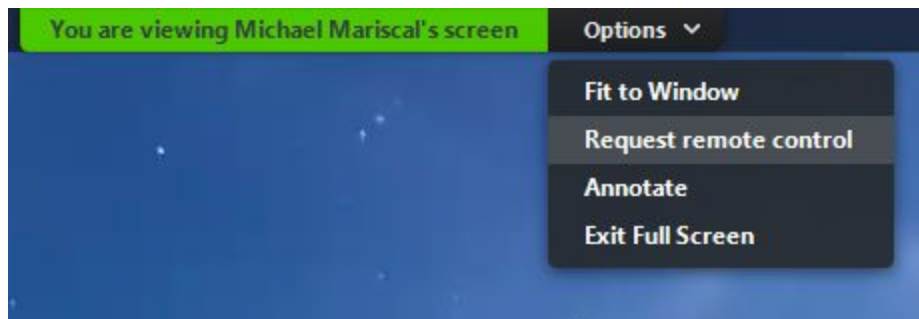 You are viewing Michael Mariscal's screen
Options
Fit to Window
Request remote control
Annotate
Exit Full Screen